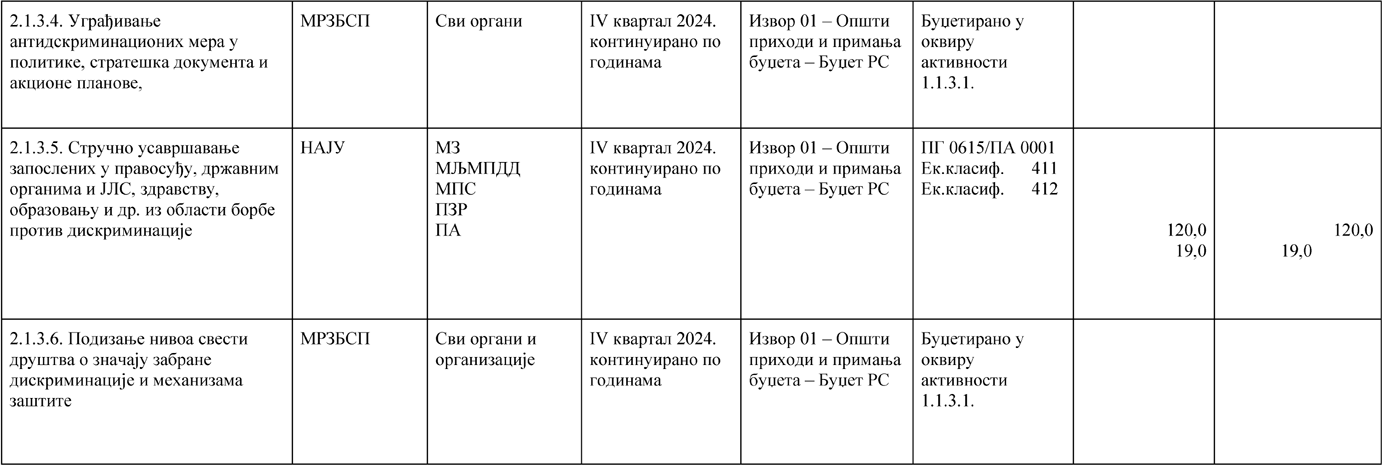 2.1.3.4. Уграђивање
антидскриминационих мера у
политике, стратешка документа и
акционе планове,
МРЗБСП
Сви органи
IV квартал 2024.
континуирано по
годинама
Извор 01 – Општи
приходи и примања
буџета – Буџет РС
Буџетирано у
оквиру
активности
1.1.3.1.
2.1.3.5. Стручно усавршавање
запослених у правосуђу, државним
органима и ЈЛС, здравству,
образовању и др. из области борбе
против дискриминације
НАЈУ
МЗ
МЉМПДД
МПС
ПЗР
ПА
IV квартал 2024.
континуирано по
годинама
Извор 01 – Општи
приходи и примања
буџета – Буџет РС
ПГ 0615/ПА 0001
Ек.класиф. 411
Ек.класиф. 412
120,0
19,0
120,0
19,0
2.1.3.6. Подизање нивоа свести
друштва о значају забране
дискриминације и механизама
заштите
МРЗБСП
Сви органи и
организације
IV квартал 2024.
континуирано по
годинама
Извор 01 – Општи
приходи и примања
буџета – Буџет РС
Буџетирано у
оквиру
активности
1.1.3.1.